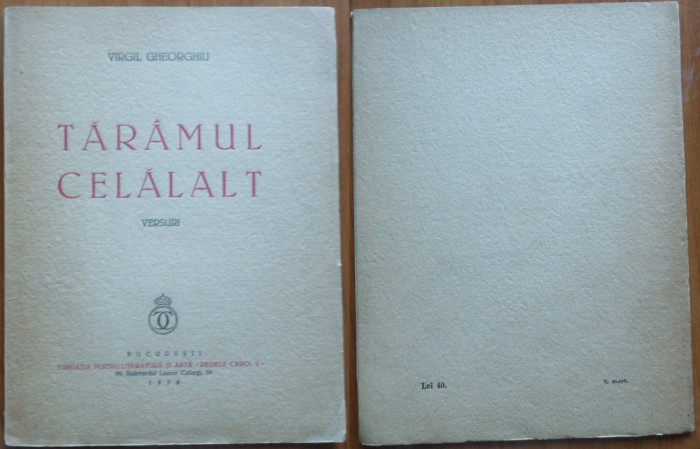 VIRGIL GHEORGHIU
TĂRÂMUL
CELĂLALT
VERSURI
BUCUREȘTI
FUNDAȚIA PENTRU LITERATURĂ ȘI ARTĂ «REGELE CAROL II»
39, Bulevardul Lascar Catargi, 39
1938
Lei 40.